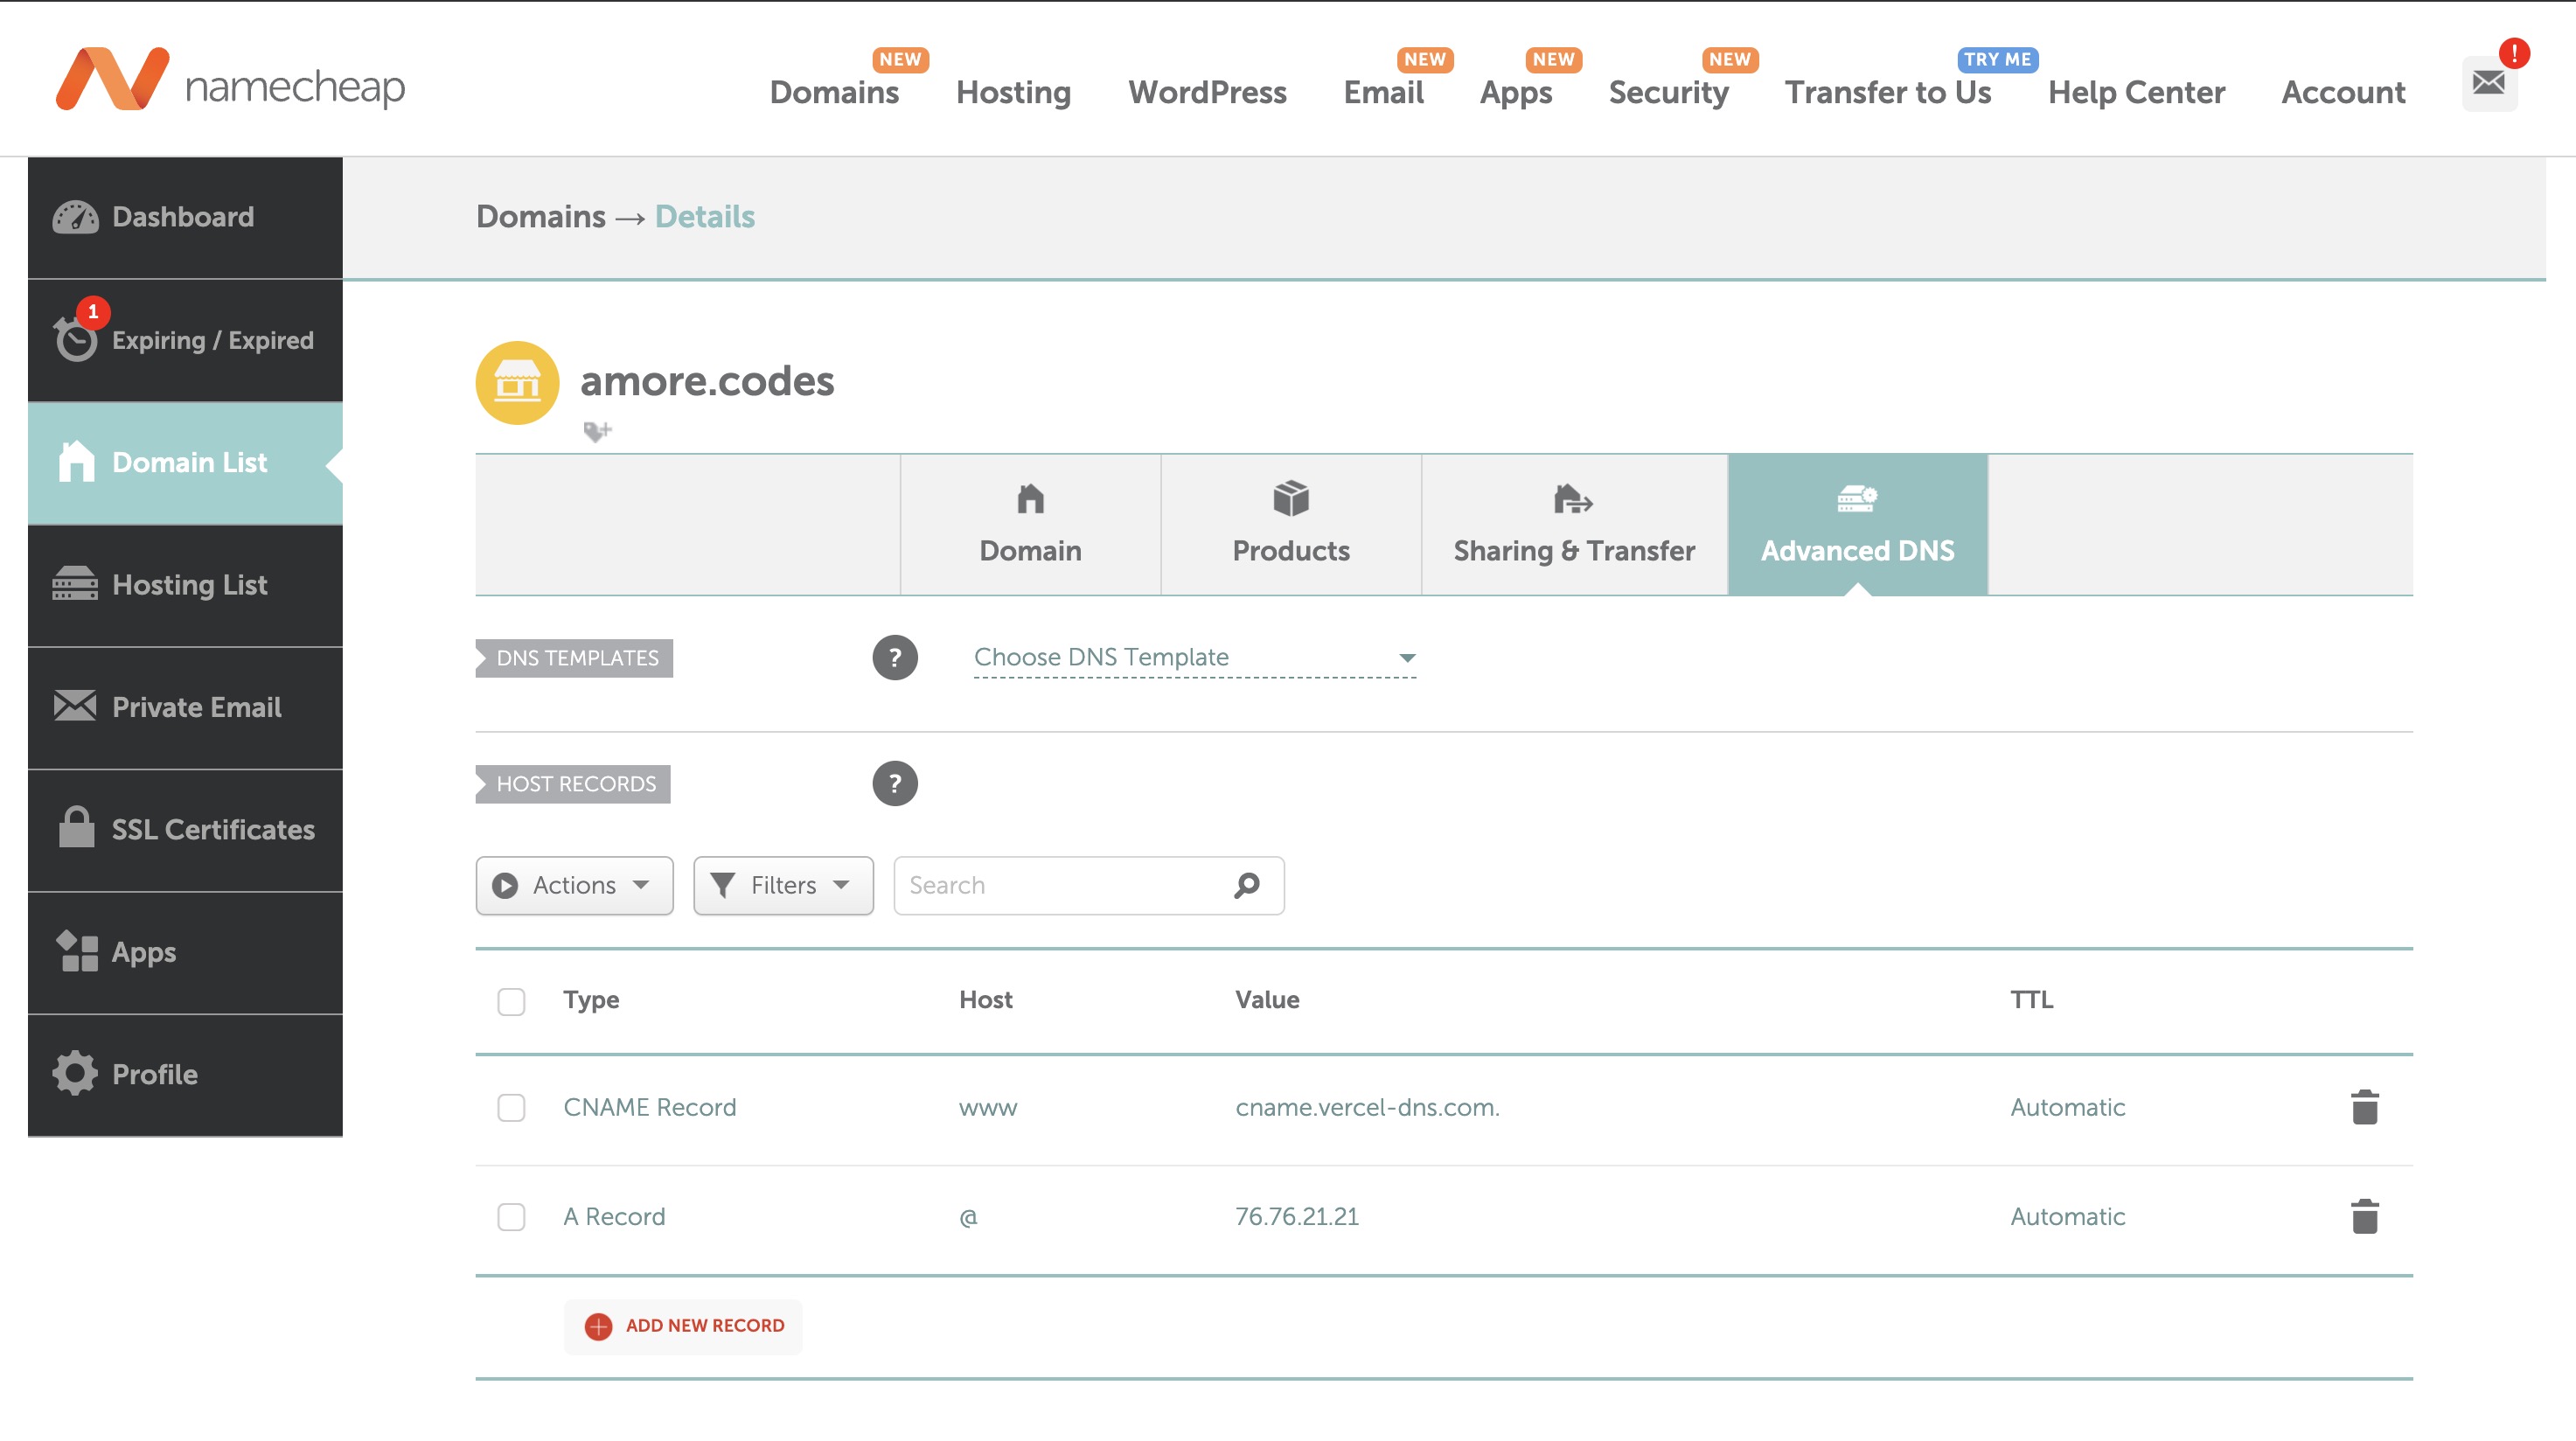 namecheap
Domains NEW
Hosting
WordPress
Email NEW
Apps NEW
Security NEW
Transfer to Us TRY ME
Help Center
Account
!
Dashboard
1
Expiring / Expired
Domain List
Hosting List
Private Email
SSL Certificates
Apps
Profile
Domains → Details
amore.codes
Domain
Products
Sharing & Transfer
Advanced DNS
DNS TEMPLATES ? Choose DNS Template
HOST RECORDS ?
Actions Filters Search
Type Host Value TTL
CNAME Record www cname.vercel-dns.com. Automatic
A Record @ 76.76.21.21 Automatic
ADD NEW RECORD